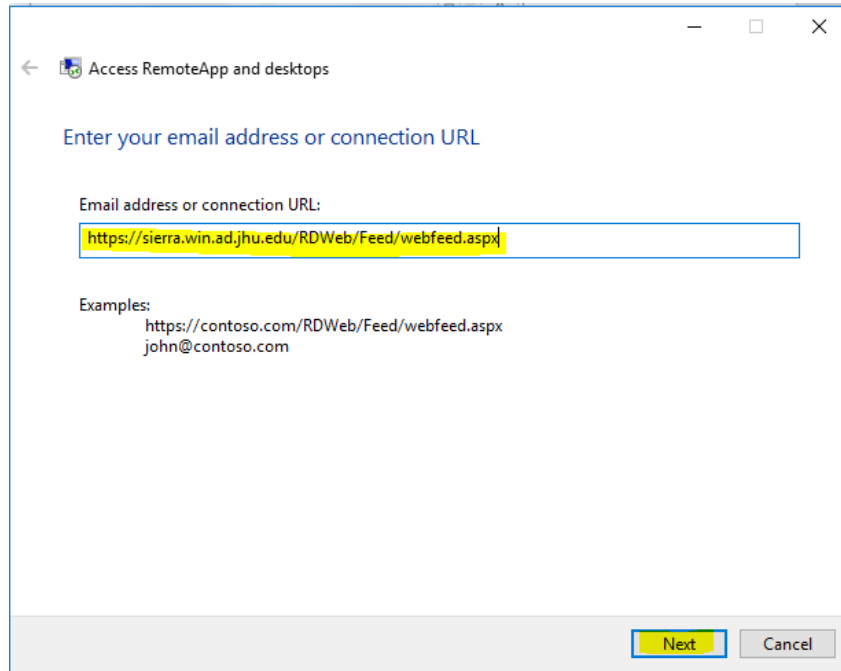 Access RemoteApp and desktops
Enter your email address or connection URL
Email address or connection URL:
https://sierra.win.ad.jhu.edu/RDWeb/Feed/webfeed.aspx
Examples:
https://contoso.com/RDWeb/Feed/webfeed.aspx
john@contoso.com
Next Cancel